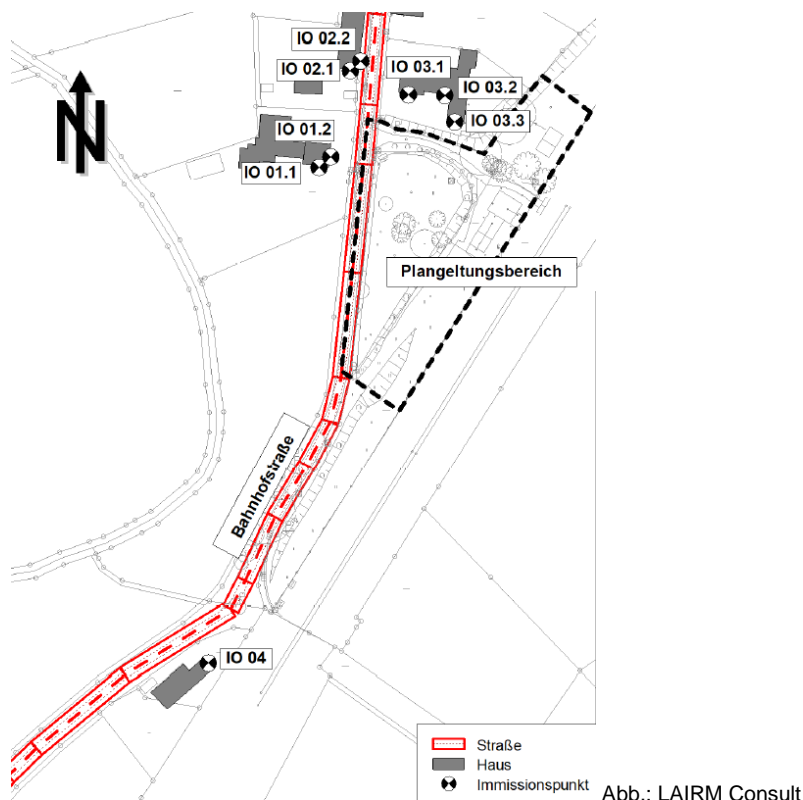 IO 02.2
IO 02.1
IO 03.1
IO 03.2
IO 03.3
N
IO 01.2
IO 01.1
Plangeltungsbereich
Bahnhofstraße
IO 04
Straße
Haus
Immissionspunkt
Abb.: LAIRM Consult